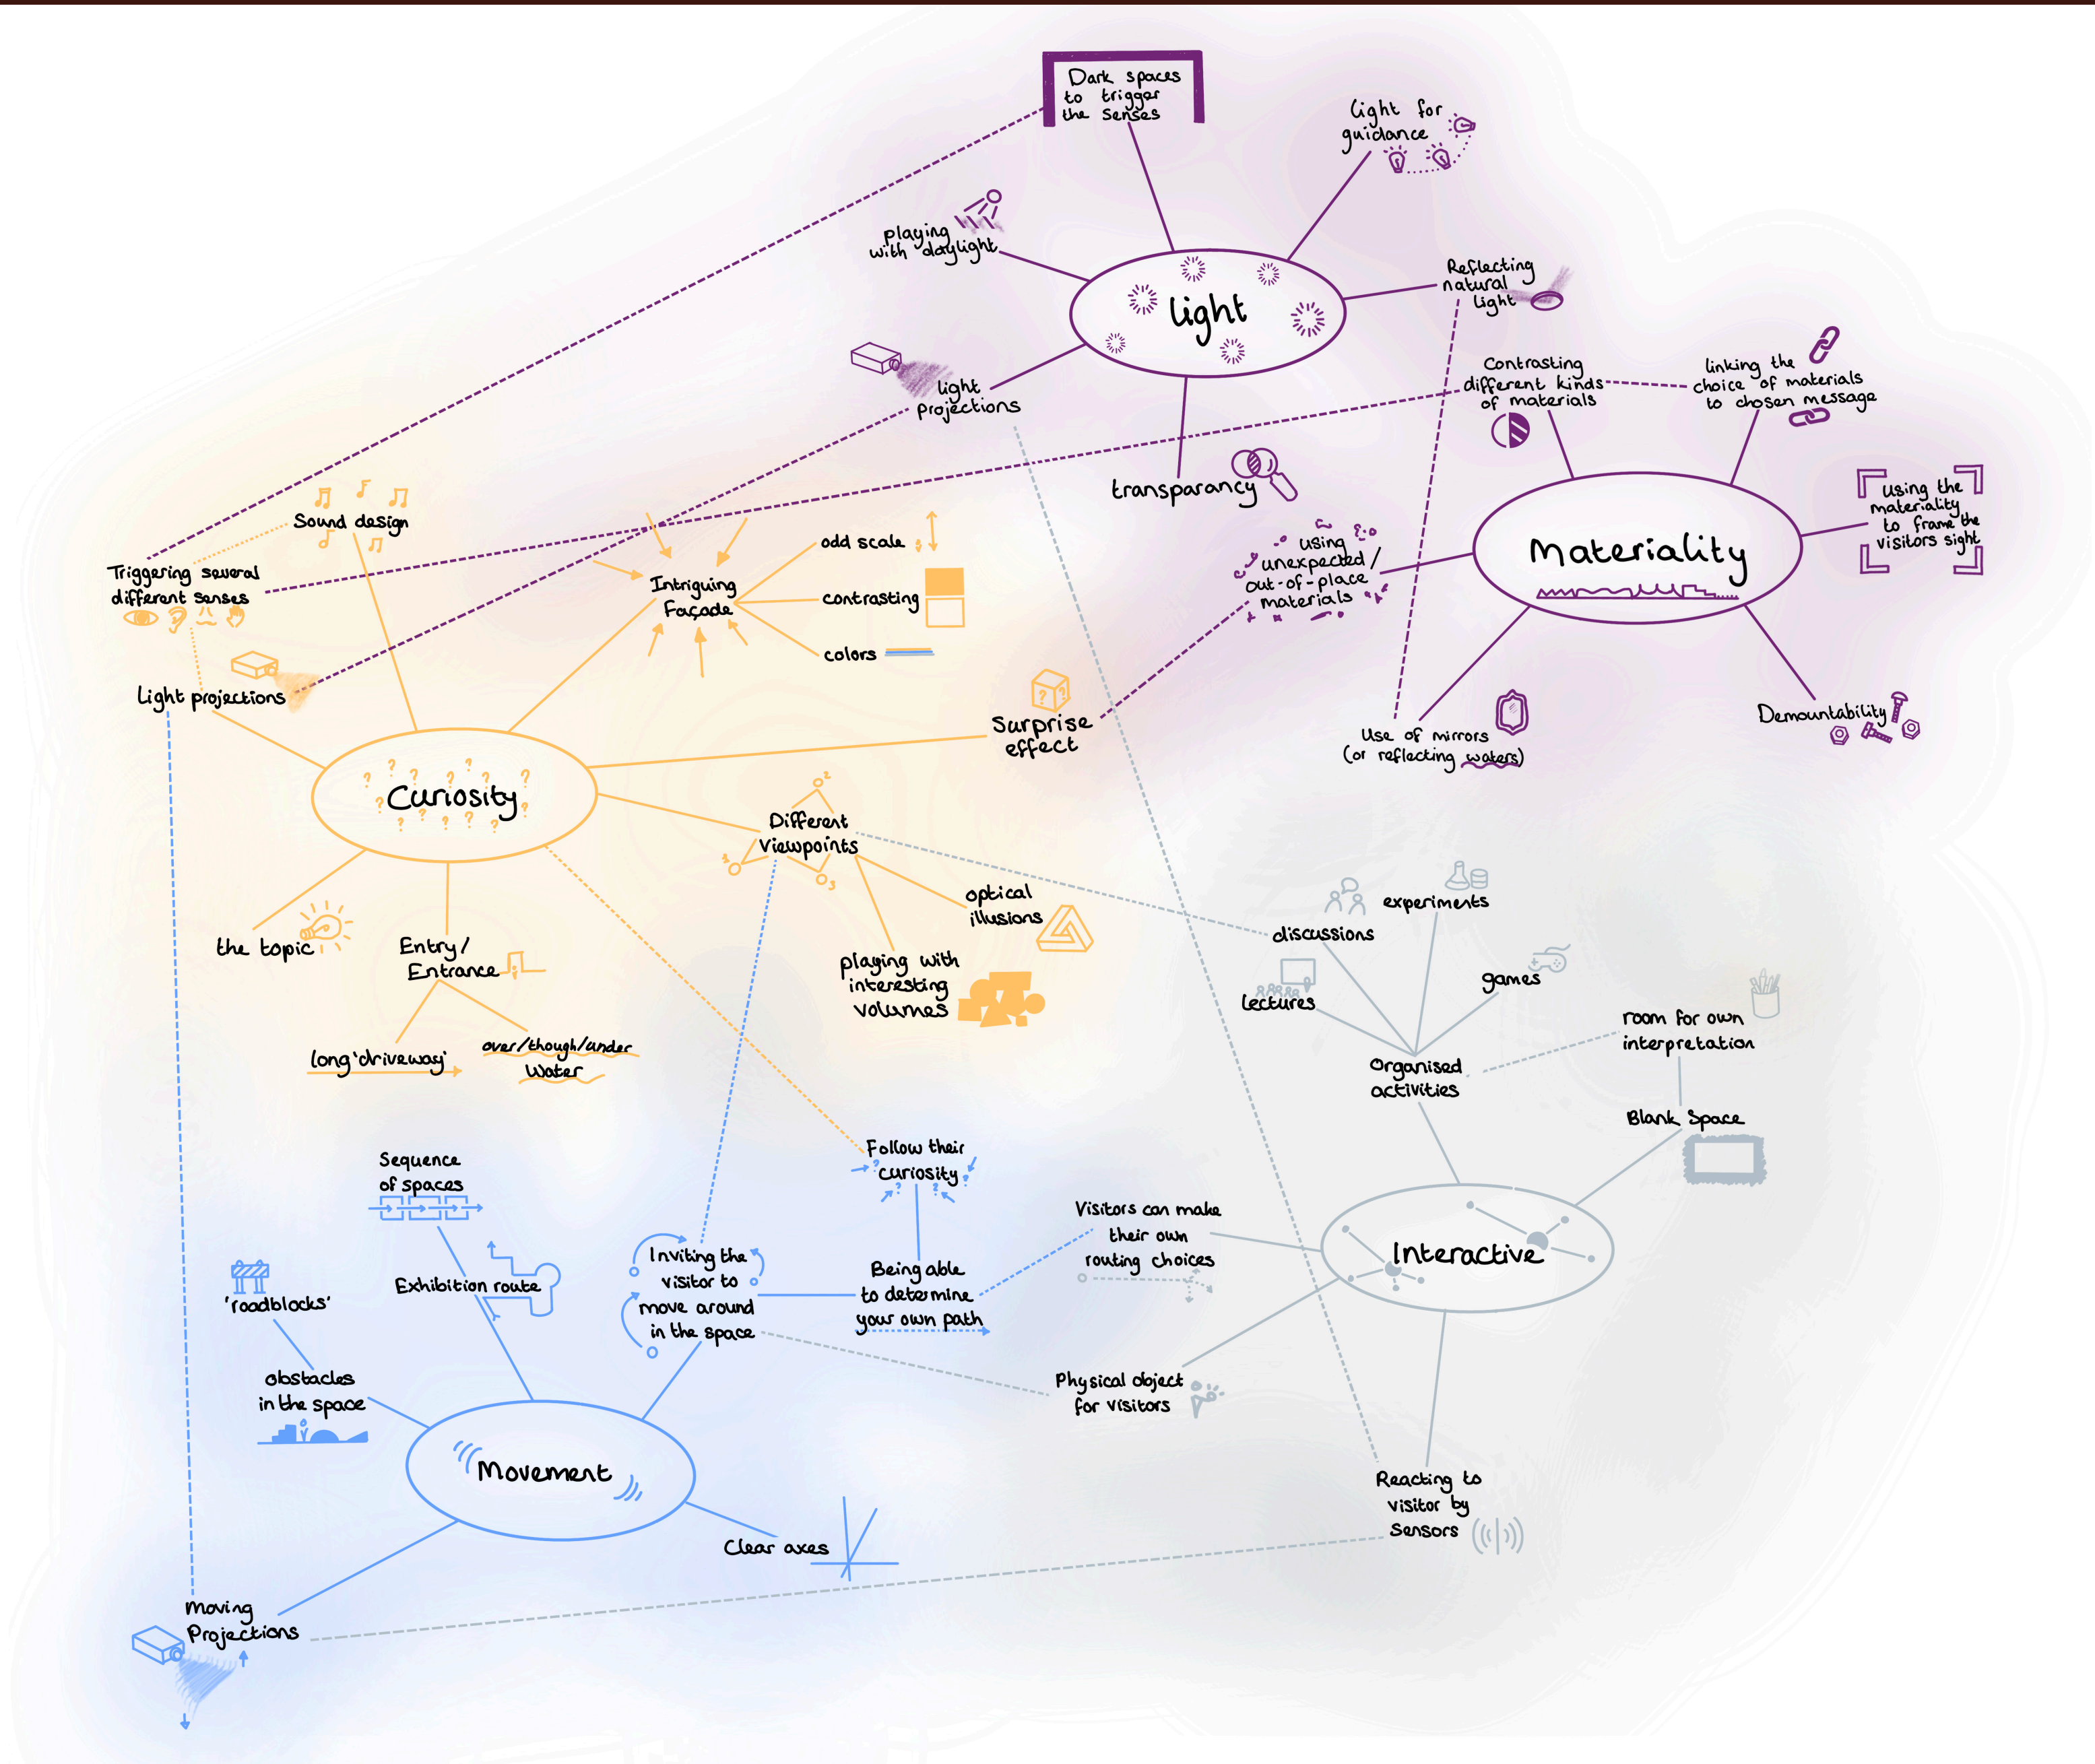 Dark spaces
to trigger
the senses
light for
guidance
playing
with daylight
light
Reflecting
natural
light
light
projections
transparancy
Contrasting
different kinds
of materials
linking the
choice of materials
to chosen message
Materiality
using the
materiality
to frame the
visitors sight
using
unexpected/
out-of-place
materials
Use of mirrors
(or reflecting waters)
Demountability
Sound design
Triggering several
different senses
Light projections
Intriguing
Façade
odd scale
contrasting
colors
Surprise
effect
Curiosity
Different
viewpoints
2
1
3
optical
illusions
playing with
interesting
volumes
the topic
Entry/
Entrance
long 'driveway'
over/though/under
Water
experiments
discussions
games
lectures
Organised
activities
room for own
interpretation
Blank Space
Interactive
Visitors can make
their own
routing choices
Physical object
for visitors
Reacting to
visitor by
Sensors
Follow their
curiosity
Being able
to determine
your own path
Inviting the
visitor to
move around
in the space
Sequence
of spaces
Exhibition route
'roadblocks'
obstacles
in the space
Movement
Clear axes
Moving
Projections